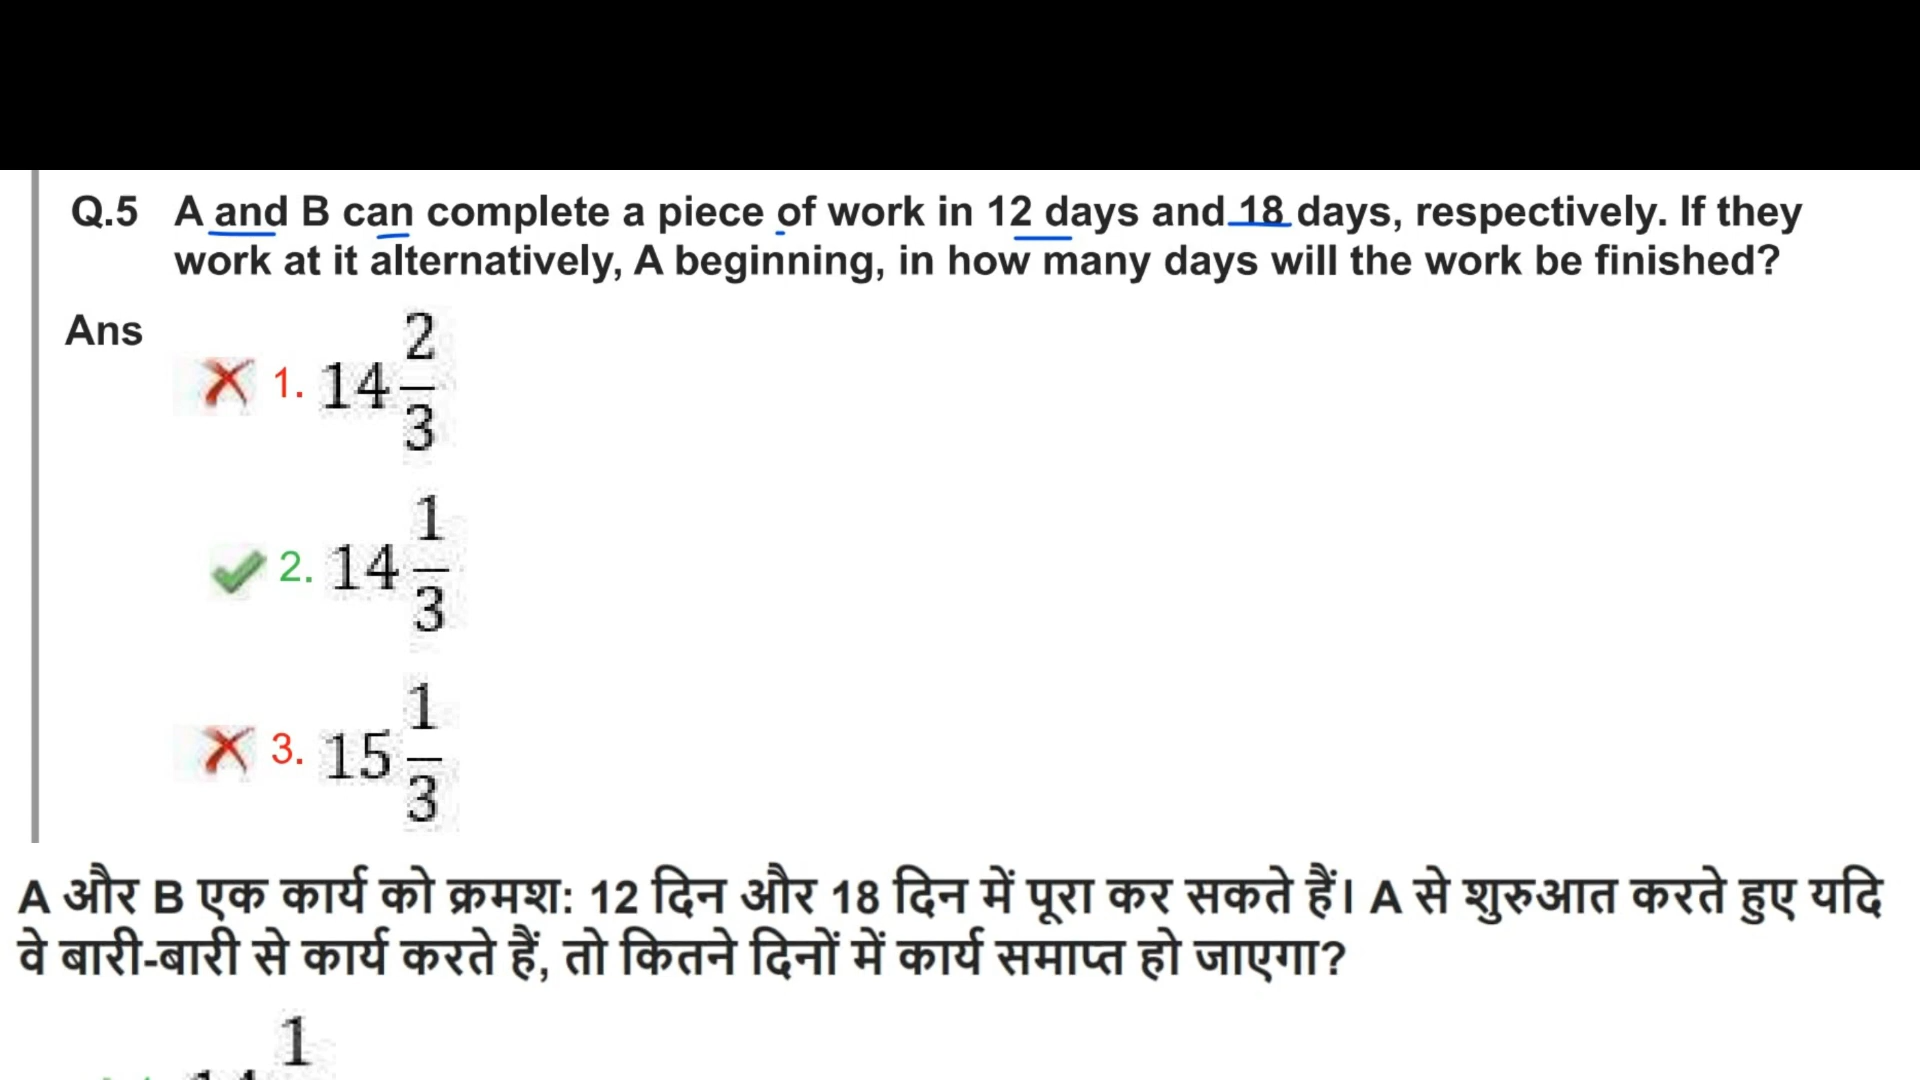 Q.5 A and B can complete a piece of work in 12 days and 18 days, respectively. If they
work at it alternatively, A beginning, in how many days will the work be finished?
Ans
1. 14 2/3
2. 14 1/3
3. 15 1/3
A और B एक कार्य को क्रमश: 12 दिन और 18 दिन में पूरा कर सकते हैं। A से शुरुआत करते हुए यदि
वे बारी-बारी से कार्य करते हैं, तो कितने दिनों में कार्य समाप्त हो जाएगा?
1